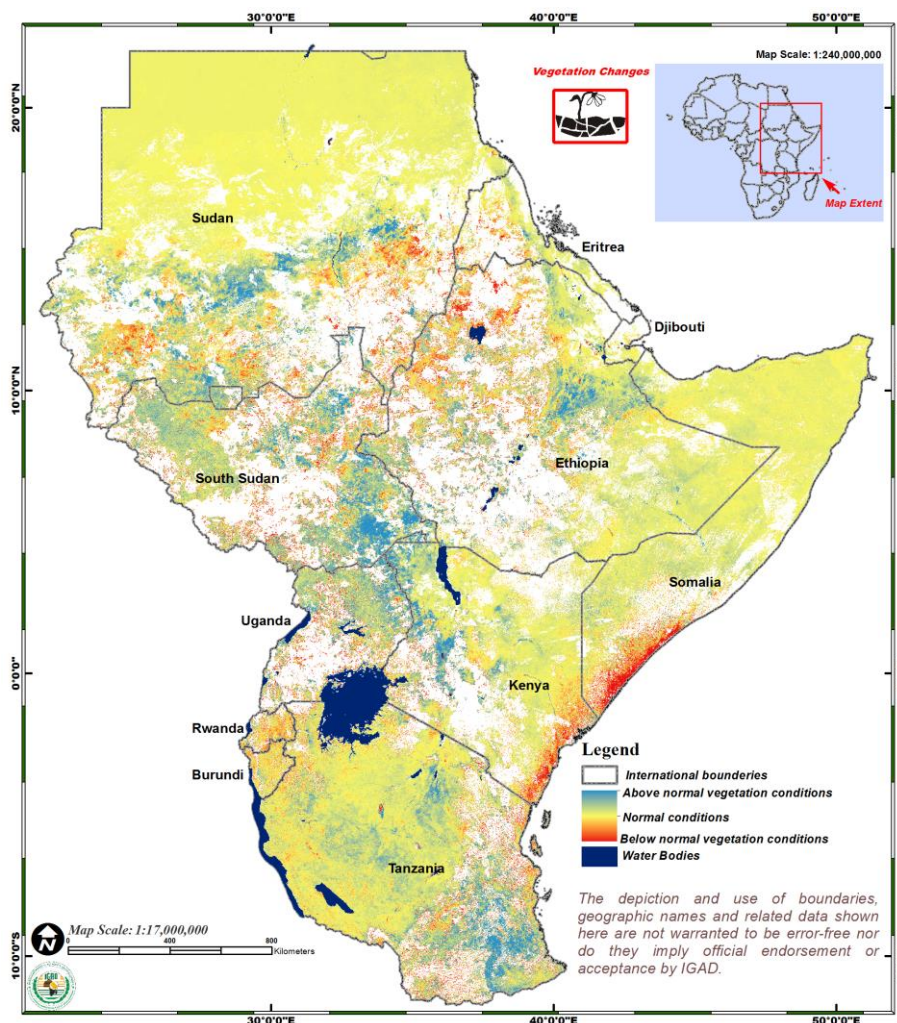 30°0'0"E
40°0'0"E
50°0'0"E
Map Scale: 1:240,000,000
Vegetation Changes
Map Extent
20°0'0"N
10°0'0"N
0°0'0"
10°0'0"S
Sudan
Eritrea
Djibouti
Ethiopia
South Sudan
Somalia
Uganda
Kenya
Rwanda
Burundi
Tanzania
Legend
International bounderies
Above normal vegetation conditions
Normal conditions
Below normal vegetation conditions
Water Bodies
The depiction and use of boundaries,
geographic names and related data shown
here are not warranted to be error-free nor
do they imply official endorsement or
acceptance by IGAD.
N
Map Scale: 1:17,000,000
0 400 800
Kilometers
IGAD
30°0'0"E
40°0'0"E
50°0'0"E